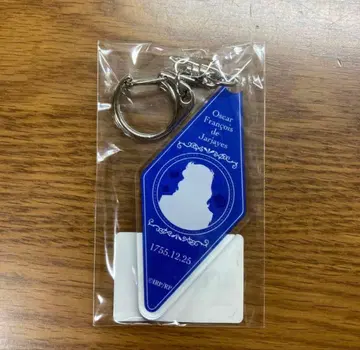 Oscar
François
de
Jarjayes
1755.12.25